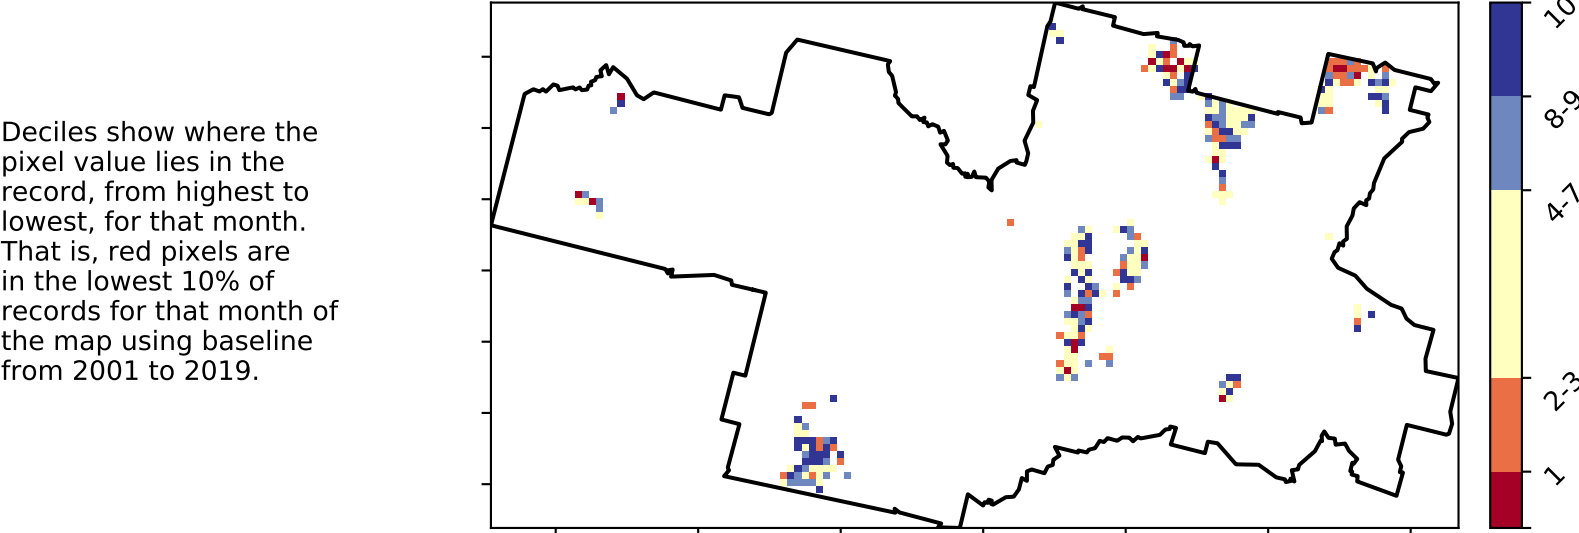 Deciles show where the
pixel value lies in the
record, from highest to
lowest, for that month.
That is, red pixels are
in the lowest 10% of
records for that month of
the map using baseline
from 2001 to 2019.
10
8-9
4-7
2-3
1